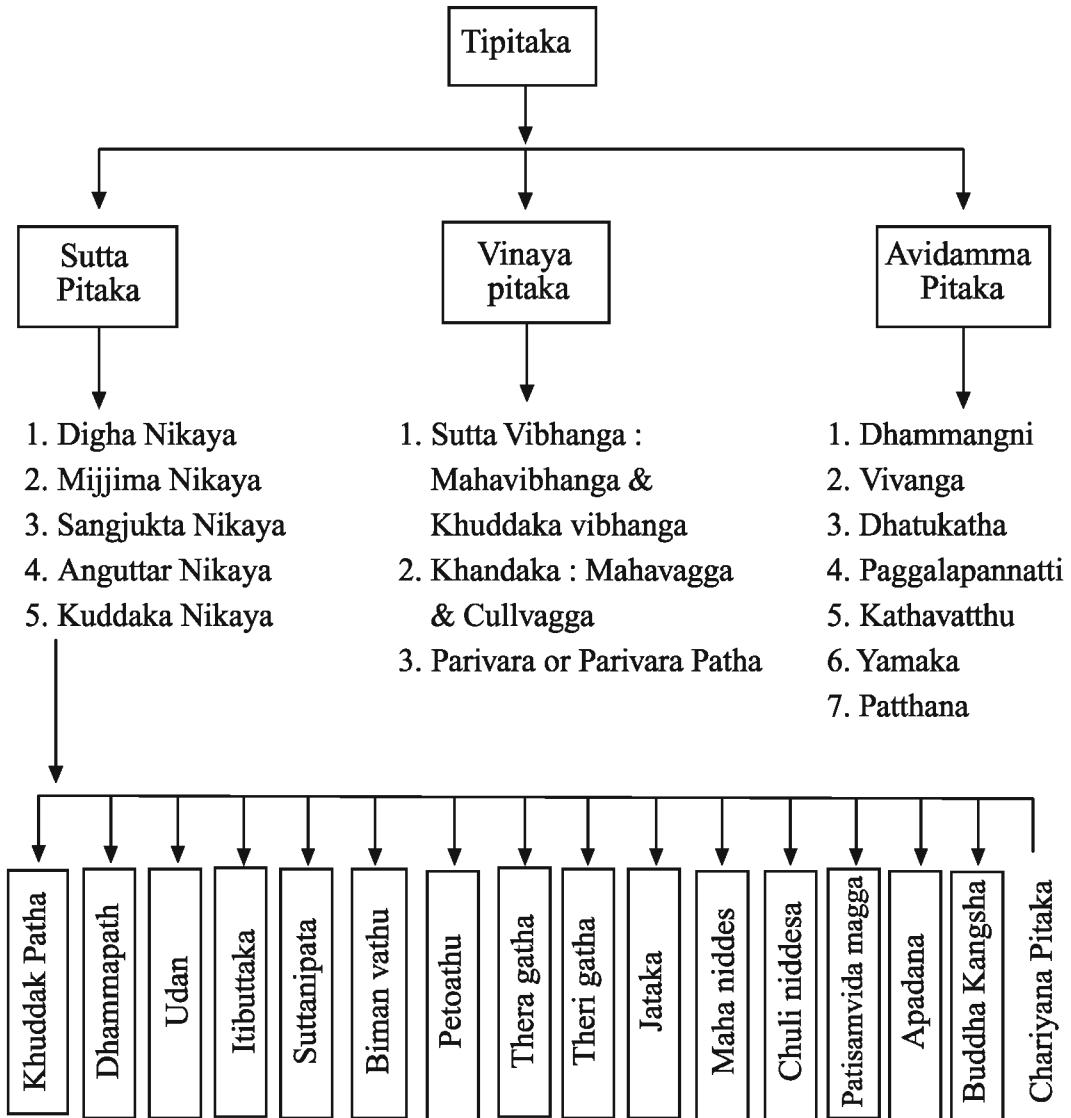 Tipitaka
Sutta
Pitaka
Vinaya
pitaka
Avidamma
Pitaka
1. Digha Nikaya
2. Mijjima Nikaya
3. Sangjukta Nikaya
4. Anguttar Nikaya
5. Kuddaka Nikaya
1. Sutta Vibhanga :
Mahavibhanga &
Khuddaka vibhanga
2. Khandaka : Mahavagga
& Cullvagga
3. Parivara or Parivara Patha
1. Dhammangni
2. Vivanga
3. Dhatukatha
4. Paggalapannatti
5. Kathavatthu
6. Yamaka
7. Patthana
Khuddak Patha
Dhammapath
Udan
Itibuttaka
Suttanipata
Biman vathu
Petoathu
Thera gatha
Theri gatha
Jataka
Maha niddes
Chuli niddesa
Patisamvida magga
Apadana
Buddha Kangsha
Chariyana Pitaka